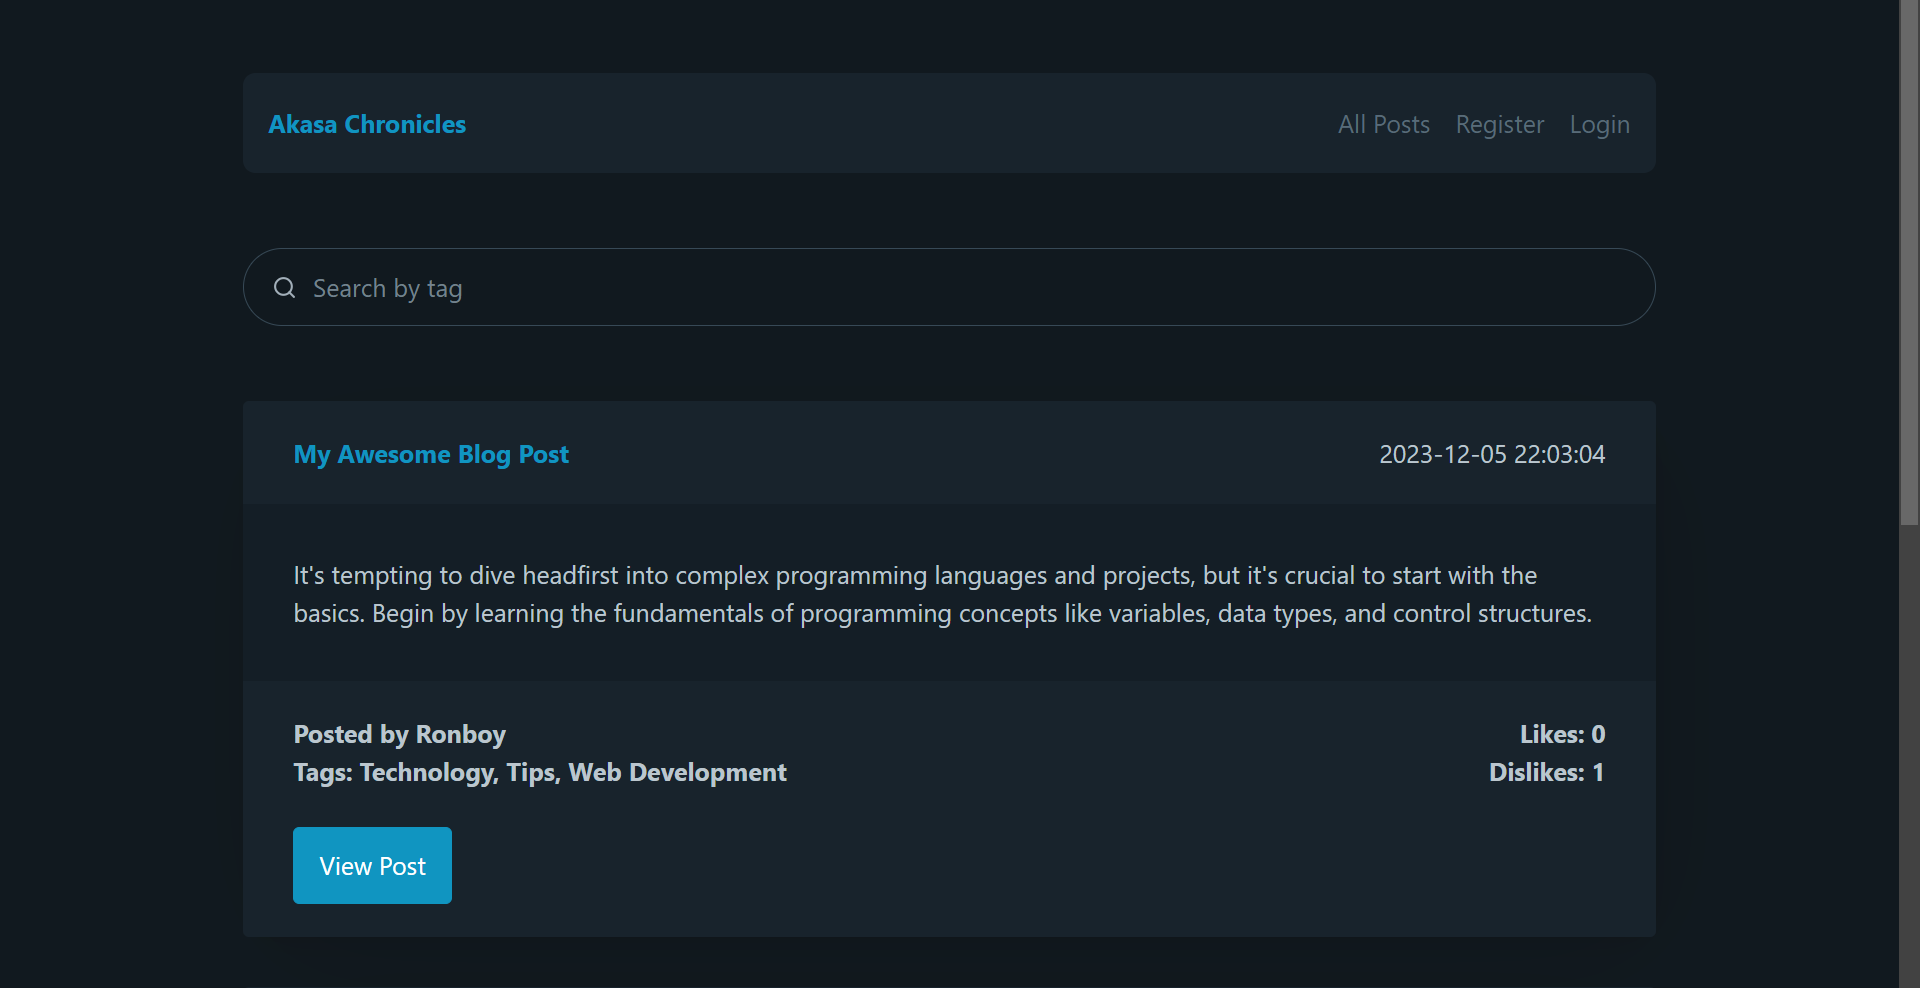 Akasa Chronicles
All Posts Register Login
Search by tag
My Awesome Blog Post
2023-12-05 22:03:04
It's tempting to dive headfirst into complex programming languages and projects, but it's crucial to start with the
basics. Begin by learning the fundamentals of programming concepts like variables, data types, and control structures.
Posted by Ronboy
Likes: 0
Tags: Technology, Tips, Web Development
Dislikes: 1
View Post